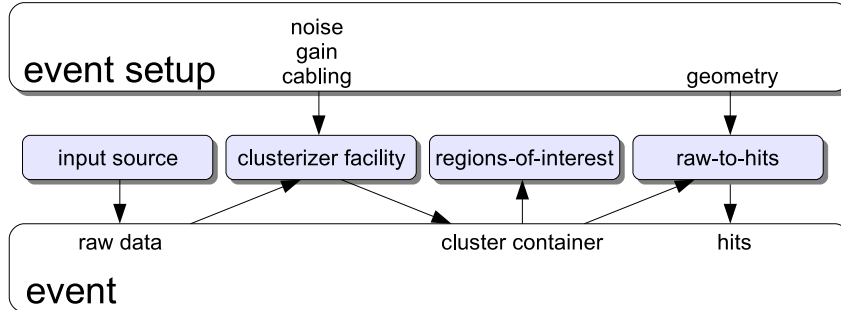 noise
gain
cabling
event setup
geometry
input source
clusterizer facility
regions-of-interest
raw-to-hits
raw data
cluster container
hits
event